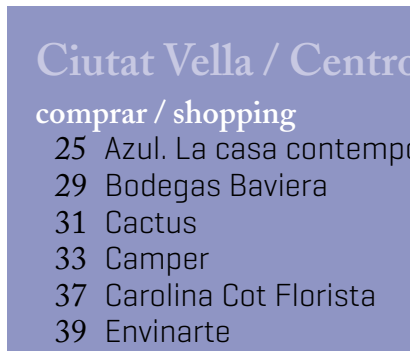 Ciutat Vella / Centro
comprar / shopping
25 Azul. La casa
29 Bodegas Baviera
31 Cactus
33 Camper
37 Carolina Cot Florista
39 Envinarte